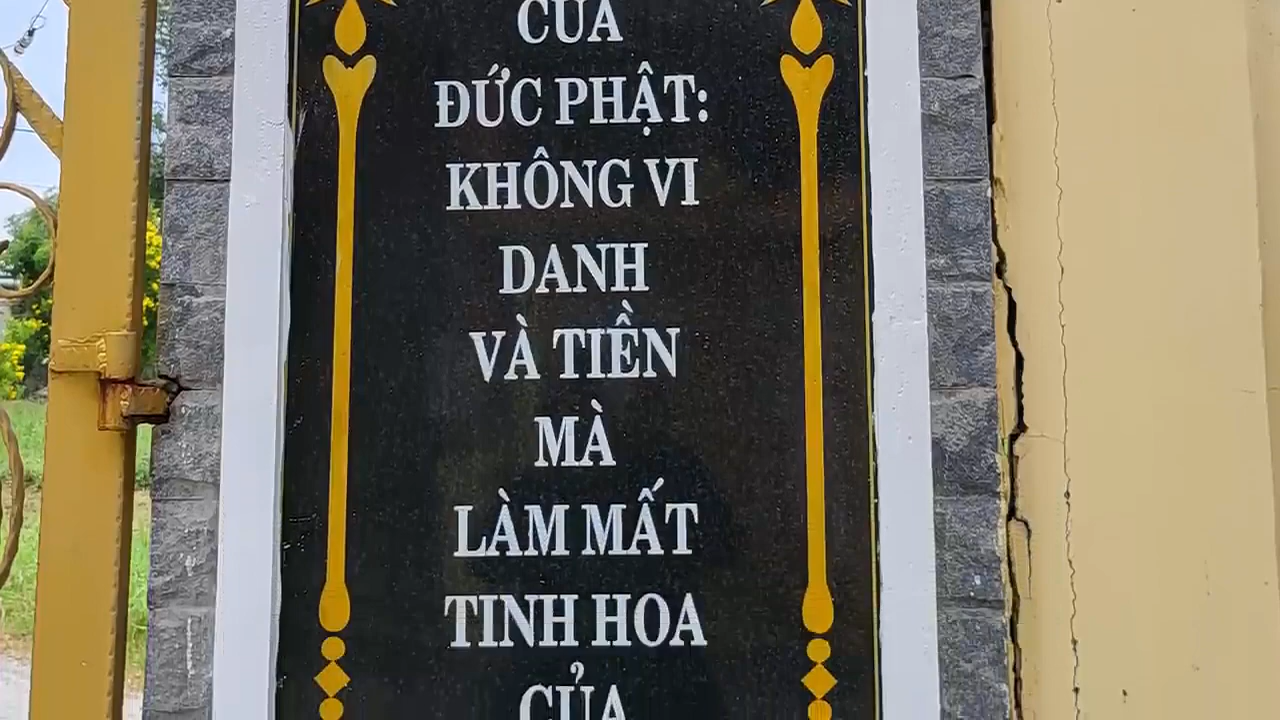 CỦA
ĐỨC PHẬT:
KHÔNG VI
DANH
VÀ TIỀN
MÀ
LÀM MẤT
TINH HOA
CỦA